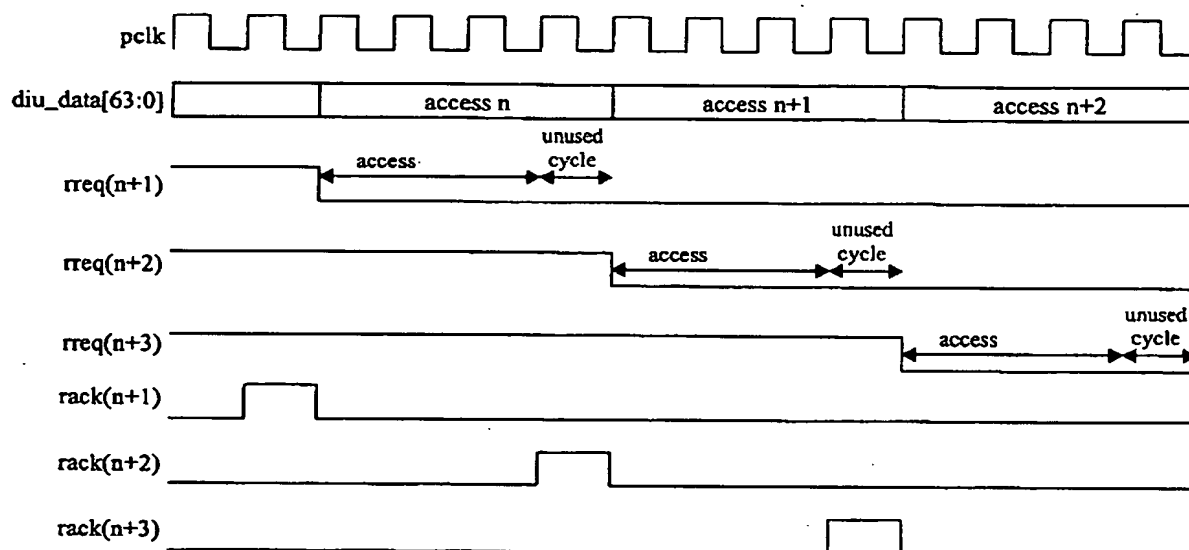 pclk
diu_data[63:0]
access n
access n+1
access n+2
rreq(n+1)
access
unused
cycle
rreq(n+2)
access
unused
cycle
rreq(n+3)
access
unused
cycle
rack(n+1)
rack(n+2)
rack(n+3)